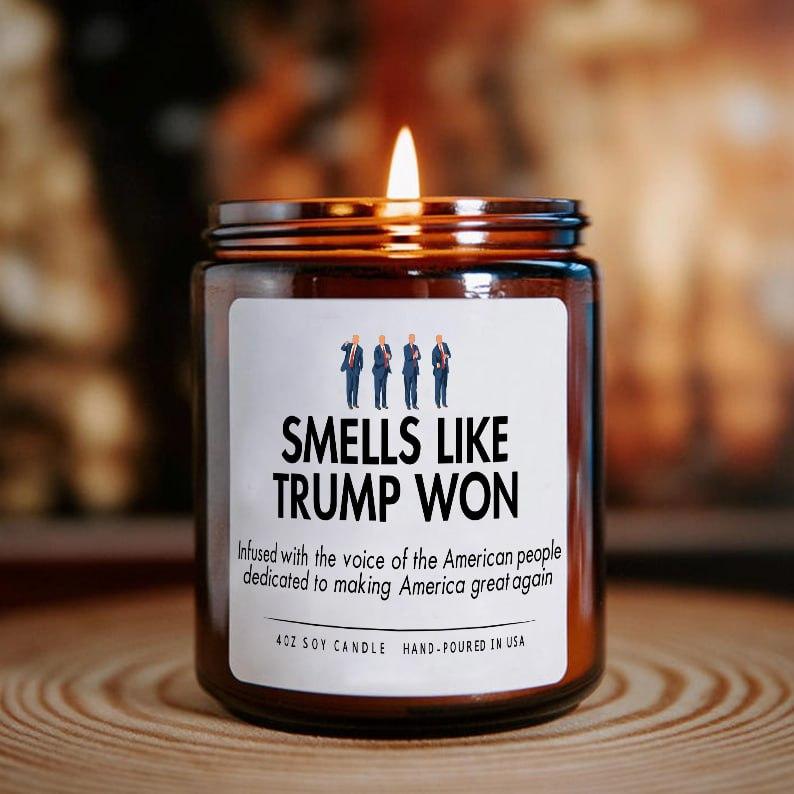 SMELLS LIKE
TRUMP WON
Infused with the voice of the American people
dedicated to making America great again
4OZ SOY CANDLE HAND-POURED IN USA